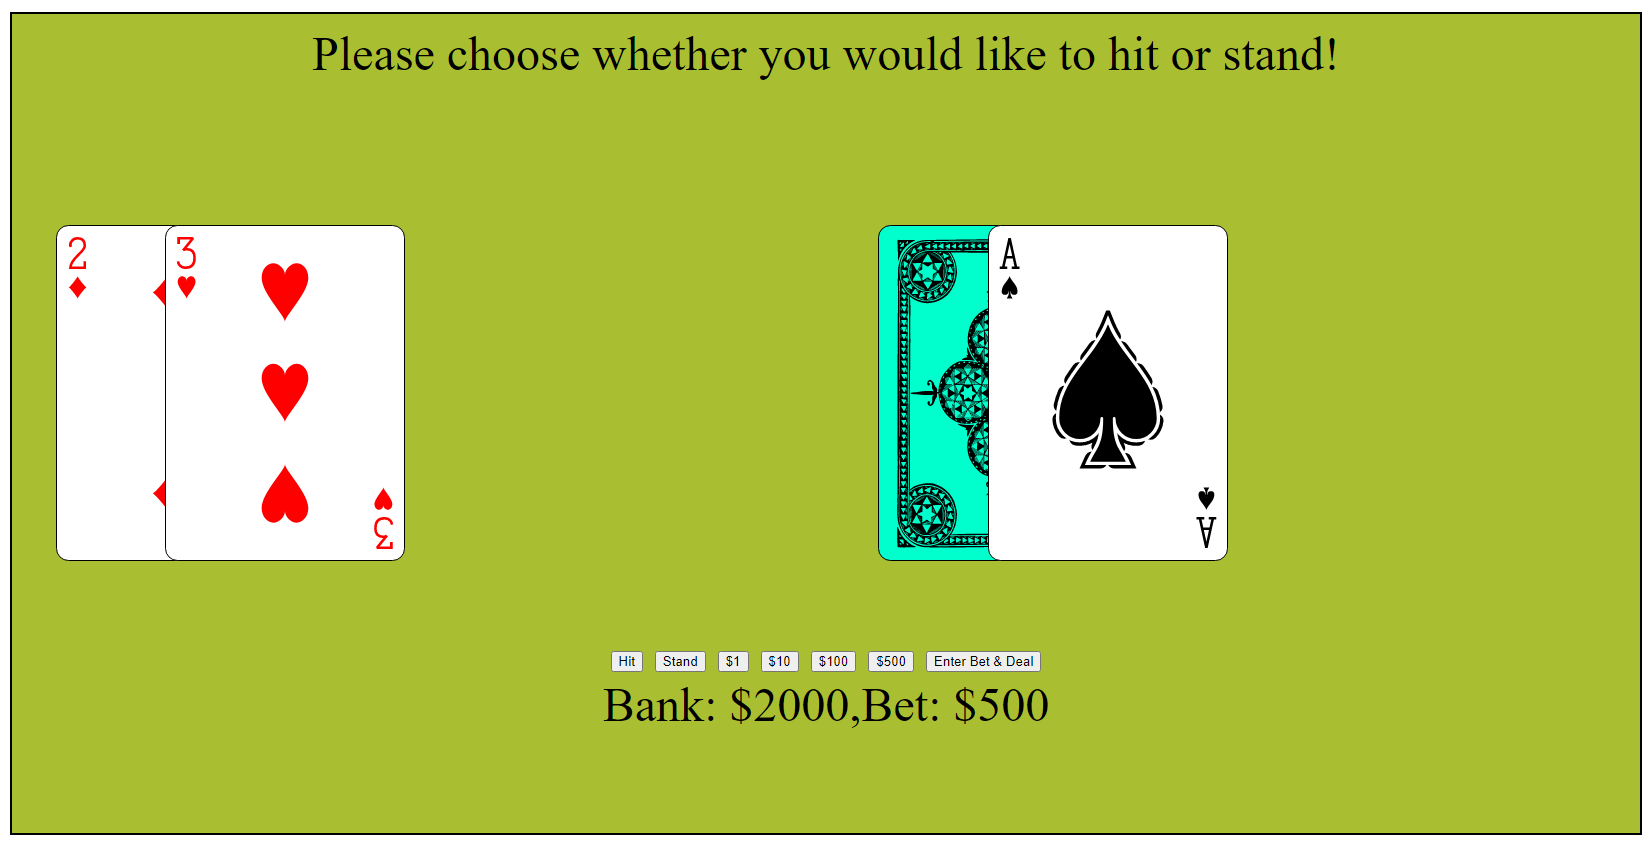 Please choose whether you would like to hit or stand!
2
3
3
A
A
Hit Stand $1 $10 $100 $500 Enter Bet & Deal
Bank: $2000,Bet: $500